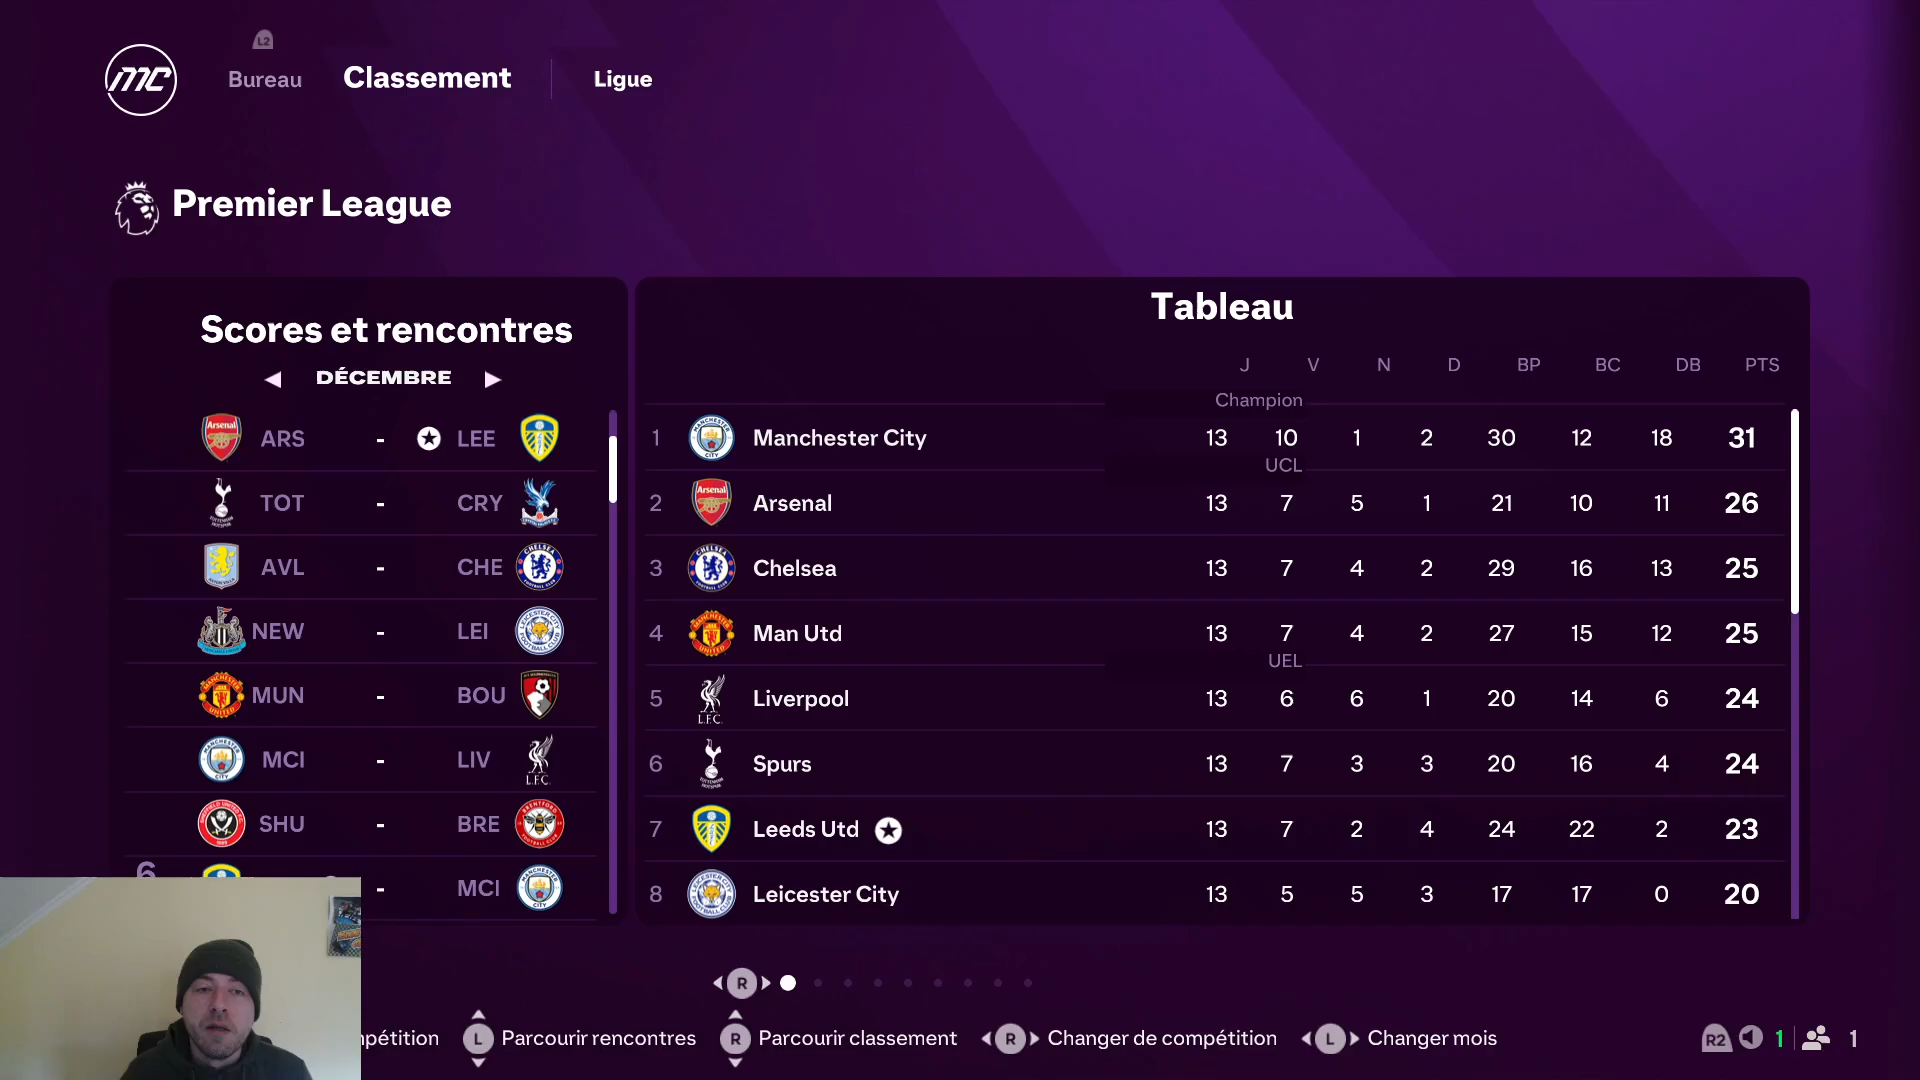 L2
MC Bureau Classement Ligue
Premier League
Scores et rencontres
DÉCEMBRE
ARS - LEE
TOT - CRY
AVL - CHE
NEW - LEI
MUN - BOU
MCI - LIV
SHU - BRE
6
- MCI
Tableau
J V N D BP BC DB PTS
Champion
1 Manchester City 13 10 1 2 30 12 18 31
UCL
2 Arsenal 13 7 5 1 21 10 11 26
3 Chelsea 13 7 4 2 29 16 13 25
4 Man Utd 13 7 4 2 27 15 12 25
UEL
5 Liverpool 13 6 6 1 20 14 6 24
6 Spurs 13 7 3 3 20 16 4 24
7 Leeds Utd 13 7 2 4 24 22 2 23
8 Leicester City 13 5 5 3 17 17 0 20
R
mpétition L Parcourir rencontres R Parcourir classement R Changer de compétition L Changer mois R2 1 1